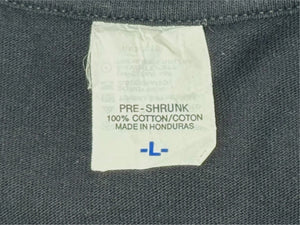 PRE-SHRUNK
100% COTTON/COTON
MADE IN HONDURAS
-L-